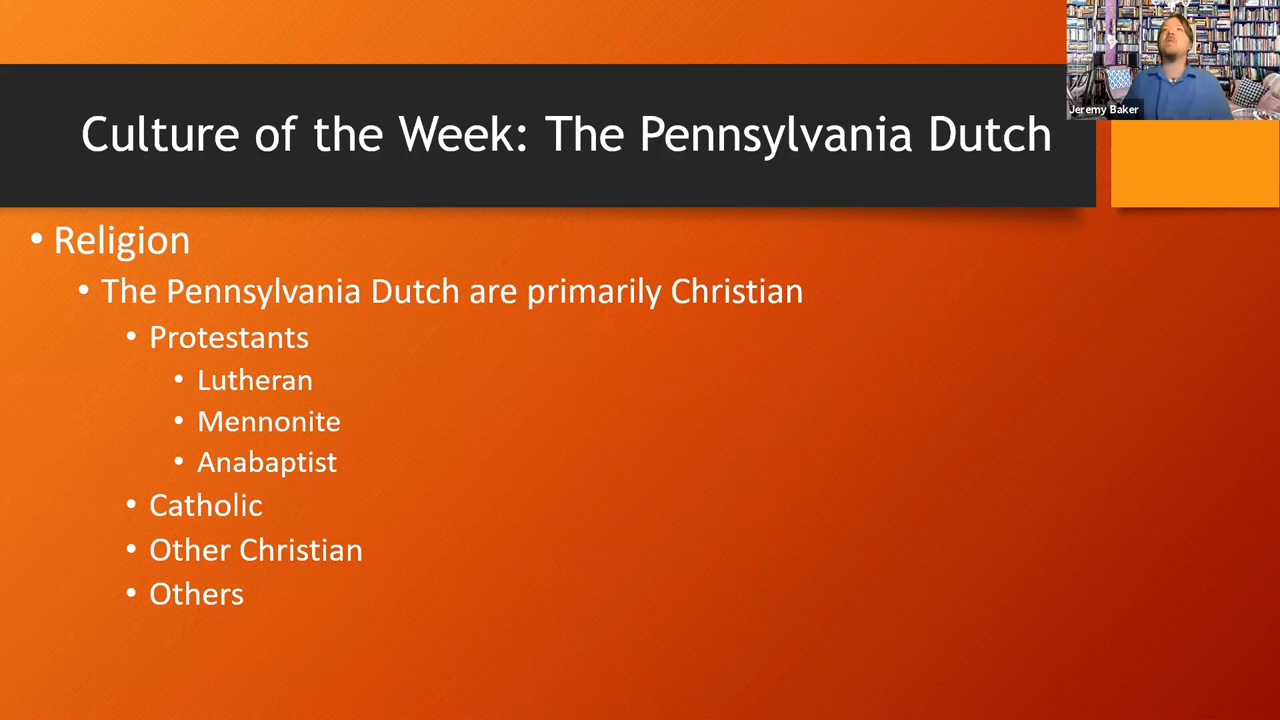 Jeremy Baker
Culture of the Week: The Pennsylvania Dutch
• Religion
• The Pennsylvania Dutch are primarily Christian
• Protestants
• Lutheran
• Mennonite
• Anabaptist
• Catholic
• Other Christian
• Others